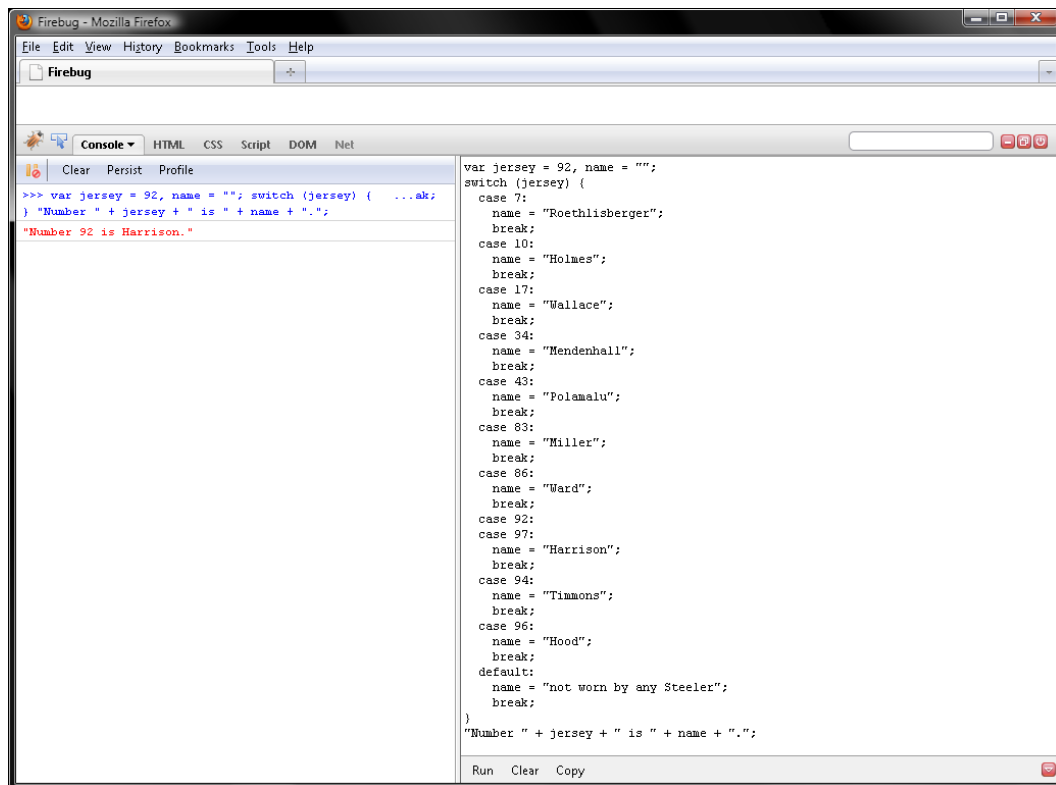 Firebug - Mozilla Firefox
File Edit View History Bookmarks Tools Help
Firebug
Console HTML CSS Script DOM Net
Clear Persist Profile
>>> var jersey = 92, name = ""; switch (jersey) { ...ak;
} "Number " + jersey + " is " + name + ".";
"Number 92 is Harrison."
var jersey = 92, name = "";
switch (jersey) {
  case 7:
    name = "Roethlisberger";
    break;
  case 10:
    name = "Holmes";
    break;
  case 17:
    name = "Wallace";
    break;
  case 34:
    name = "Mendenhall";
    break;
  case 43:
    name = "Polamalu";
    break;
  case 83:
    name = "Miller";
    break;
  case 86:
    name = "Ward";
    break;
  case 92:
  case 97:
    name = "Harrison";
    break;
  case 94:
    name = "Timmons";
    break;
  case 96:
    name = "Hood";
    break;
  default:
    name = "not worn by any Steeler";
    break;
}
"Number " + jersey + " is " + name + ".";
Run Clear Copy